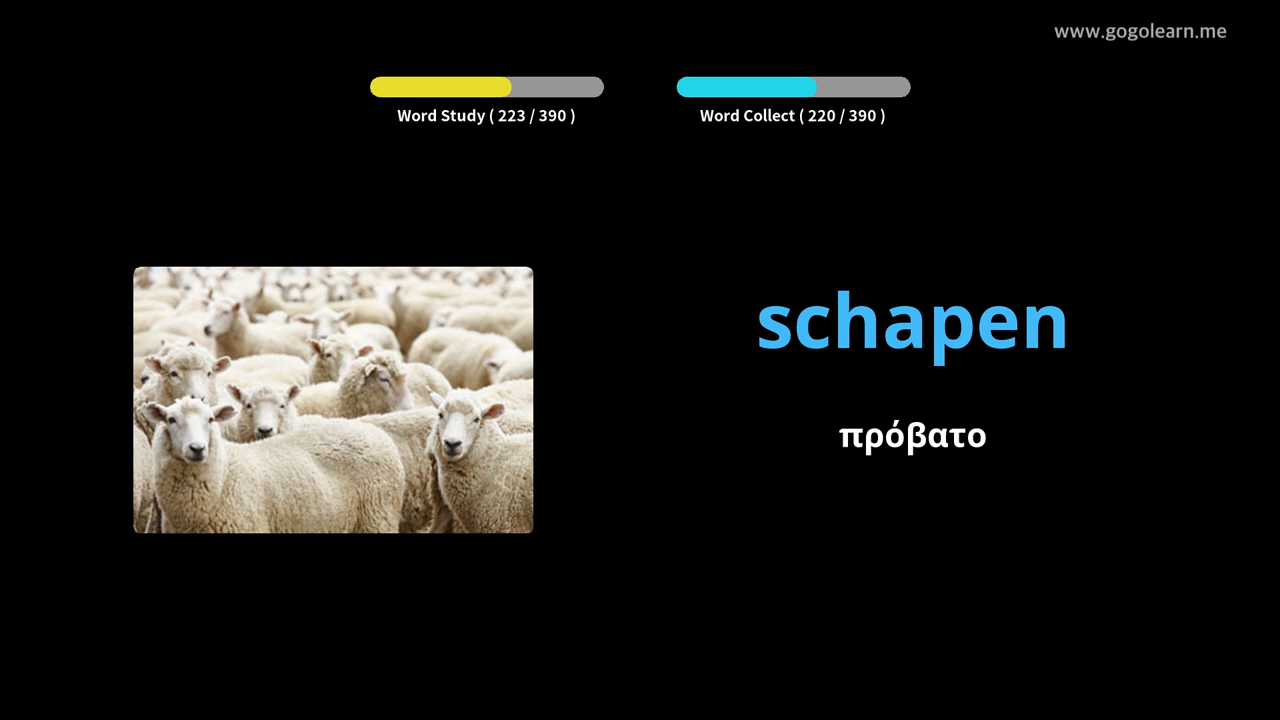 www.gogolearn.me
Word Study ( 223 / 390 )
Word Collect ( 220 / 390 )
schapen
πρόβατο